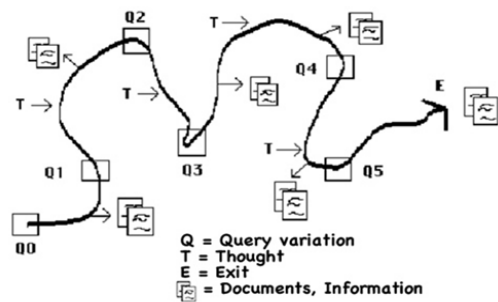 Q2
T
Q4
T
T
E
Q3
T
Q1
Q5
Q0
Q = Query variation
T = Thought
E = Exit
= Documents, Information